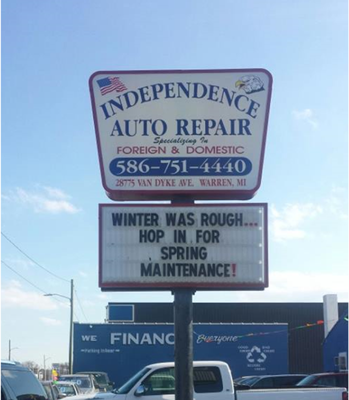 INDEPENDENCE
AUTO REPAIR
Specializing In
FOREIGN & DOMESTIC
586-751-4440
28775 VAN DYKE AVE. WARREN, MI
WINTER WAS ROUGH...
HOP IN FOR
SPRING
MAINTENANCE!
WE FINANCE Everyone